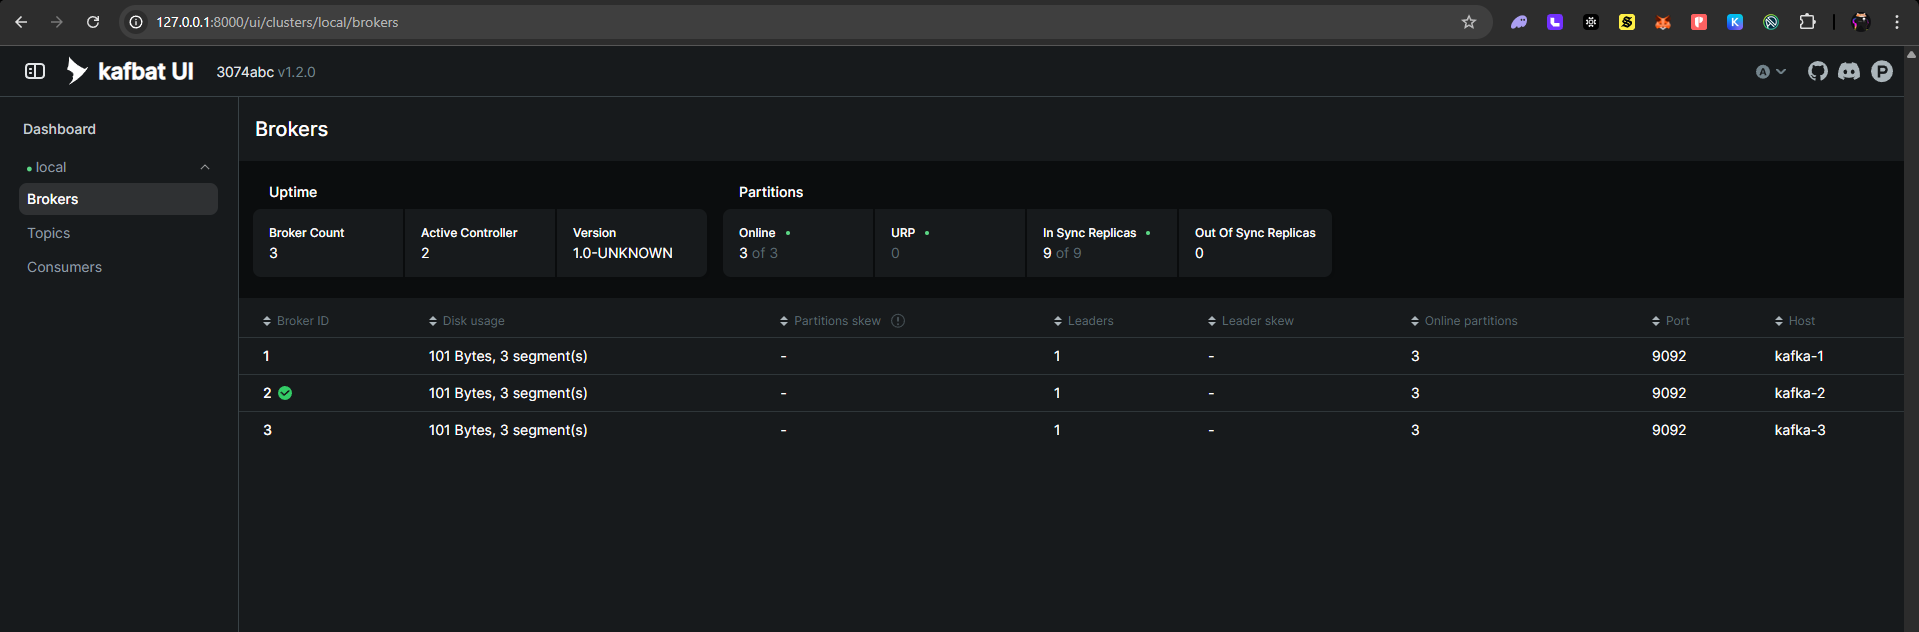 127.0.0.1:8000/ui/clusters/local/brokers
kafbat UI 3074abc v1.2.0 A
Dashboard
local
Brokers
Topics
Consumers
Brokers
Uptime
Broker Count
3
Active Controller
2
Version
1.0-UNKNOWN
Partitions
Online
3 of 3
URP
0
In Sync Replicas
9 of 9
Out Of Sync Replicas
0
Broker ID Disk usage Partitions skew Leaders Leader skew Online partitions Port Host
1 101 Bytes, 3 segment(s) - 1 - 3 9092 kafka-1
2 101 Bytes, 3 segment(s) - 1 - 3 9092 kafka-2
3 101 Bytes, 3 segment(s) - 1 - 3 9092 kafka-3